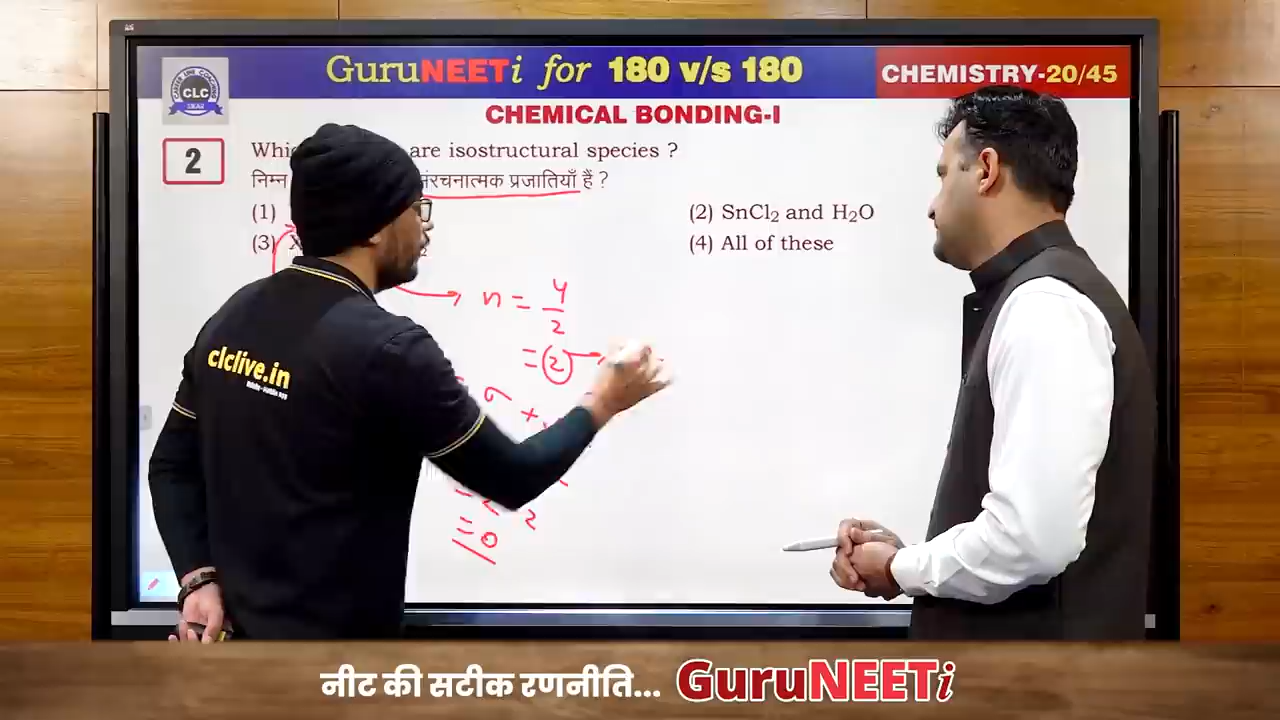 GuruNEETi for 180 v/s 180
CHEMISTRY-20/45
CLC
CHEMICAL BONDING-I
2
are isostructural species ?
निम्न संरचनात्मक प्रजातियाँ हैं ?
(1)
(2) SnCl₂ and H₂O
(3) X
(4) All of these
n = 4/2
= 2 →
σ +
2
= 0
clclive.in
नीट की सटीक रणनीति... GuruNEETi